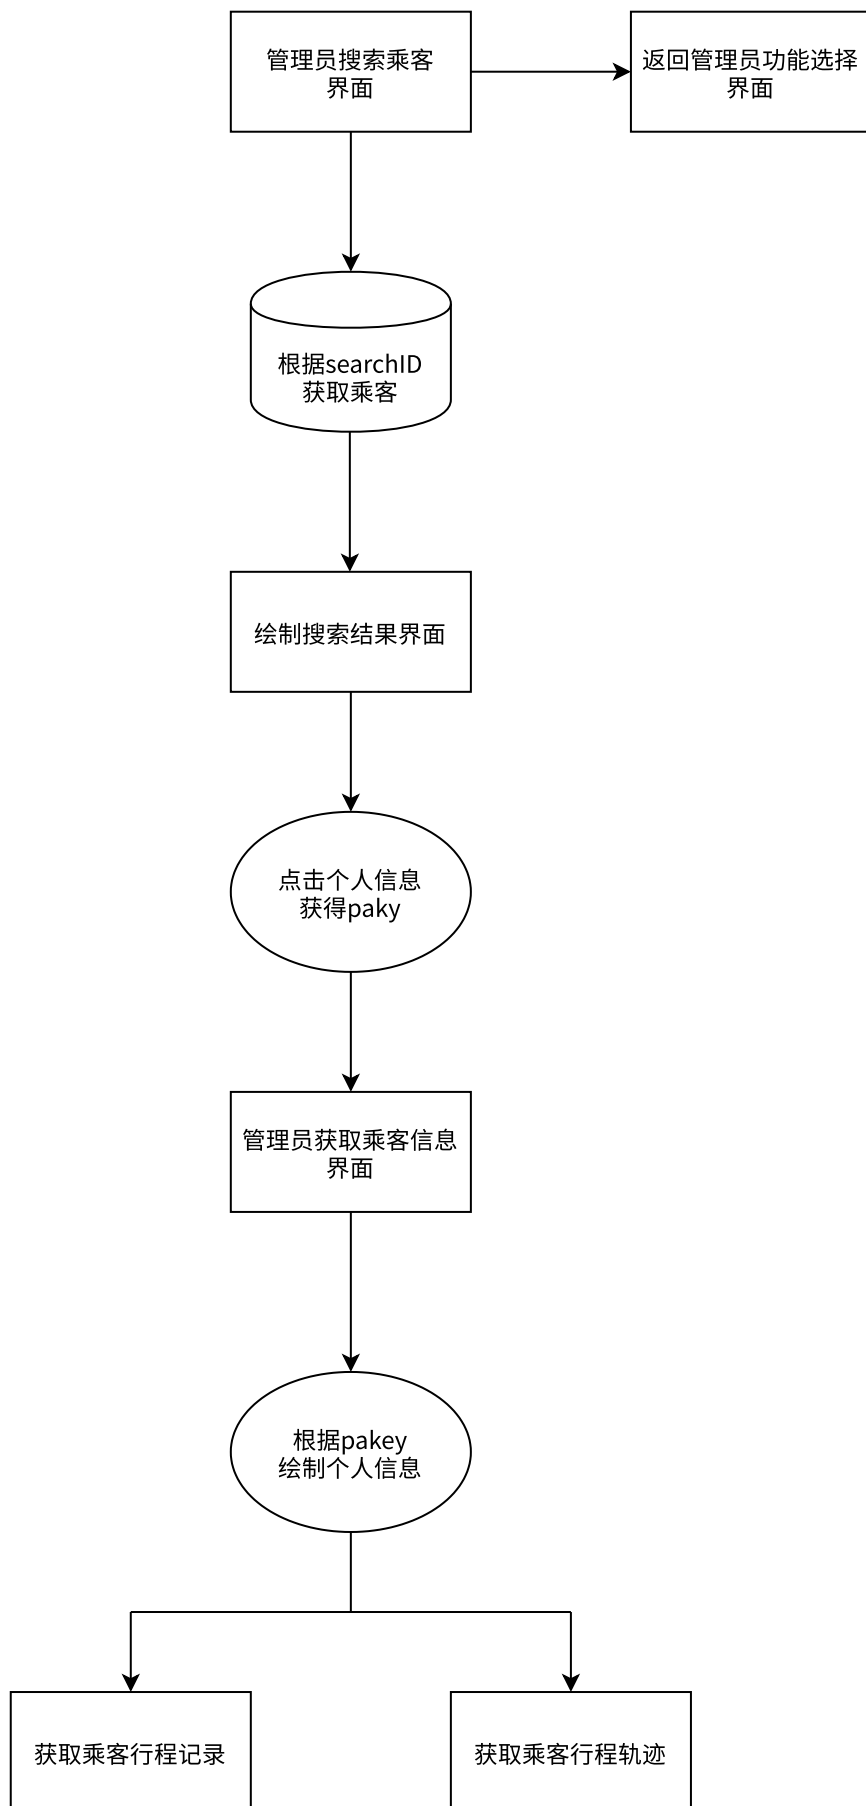 管理员搜索乘客
界面
返回管理员功能选择
界面
根据searchID
获取乘客
绘制搜索结果界面
点击个人信息
获得paky
管理员获取乘客信息
界面
根据pakey
绘制个人信息
获取乘客行程记录
获取乘客行程轨迹